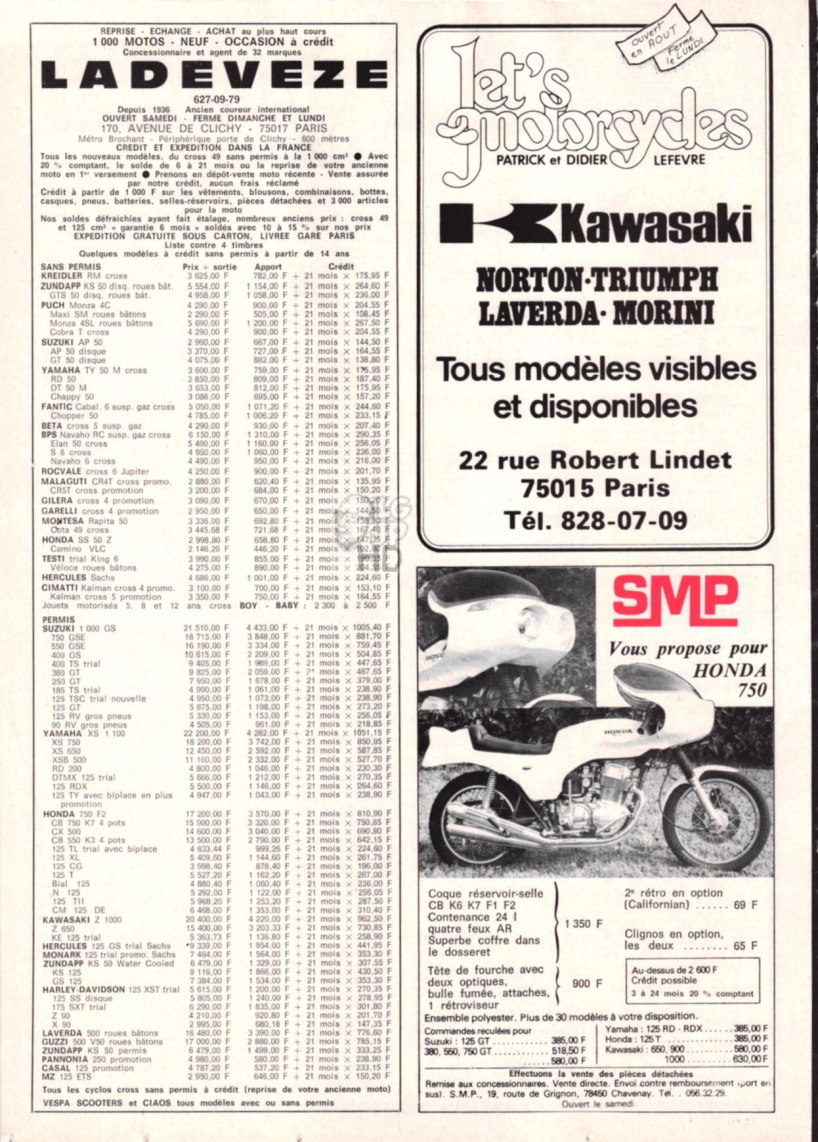 REPRISE - ECHANGE - ACHAT au plus haut cours
1 000 MOTOS - NEUF - OCCASION à crédit
Concessionnaire et agent de 32 marques
LADEVEZE
627-09-79
Depuis 1936 Ancien coureur international
OUVERT SAMEDI - FERME DIMANCHE ET LUNDI
170, AVENUE DE CLICHY - 75017 PARIS
Métro Brochant - Périphérique porte de Clichy - 600 mètres
CREDIT ET EXPEDITION DANS LA FRANCE
Tous les nouveaux modèles, du cross 49 sans permis à la 1 000 cm³ ● Avec
20 % comptant, le solde de 6 à 21 mois ou la reprise de votre ancienne
moto en 1er versement ● Prenons en dépôt-vente moto récente - Vente assurée
par notre crédit, aucun frais réclamé
Crédit à partir de 1 000 F sur les vêtements, blousons, combinaisons, bottes,
casques, pneus, batteries, selles-réservoirs, pièces détachées et 3 000 articles
pour la moto
Nos soldes défraichies ayant fait étalage, nombreux anciens prix : cross 49
et 125 cm³ « garantie 6 mois » soldés avec 10 à 15 % sur nos prix
EXPEDITION GRATUITE SOUS CARTON, LIVREE GARE PARIS
Liste contre 4 timbres
Quelques modèles à crédit sans permis à partir de 14 ans
SANS PERMIS Prix + sortie Apport Crédit
KREIDLER RM cross 3 625,00 F 782,00 F + 21 mois × 175,95 F
ZUNDAPP KS 50 disq. roues bât. 5 554,00 F 1 154,00 F + 21 mois × 264,60 F
GTS 50 disq. roues bât. 4 958,00 F 1 058,00 F + 21 mois × 236,00 F
PUCH Monza 4C 4 290,00 F 900,00 F + 21 mois × 204,55 F
Maxi SM roues bâtons 2 290,00 F 505,00 F + 21 mois × 108,45 F
Monza 4SL roues bâtons 5 690,00 F 1 200,00 F + 21 mois × 267,50 F
Cobra T cross 4 290,00 F 900,00 F + 21 mois × 204,55 F
SUZUKI AP 50 2 960,00 F 667,00 F + 21 mois × 144,50 F
AP 50 disque 3 370,00 F 727,00 F + 21 mois × 164,55 F
GT 50 disque 4 075,00 F 882,00 F + 21 mois × 138,80 F
YAMAHA TY 50 M cross 3 600,00 F 759,00 F + 21 mois × 175,95 F
RD 50 3 850,00 F 809,00 F + 21 mois × 187,40 F
DT 50 M 3 653,00 F 812,00 F + 21 mois × 175,95 F
Chappy 50 3 086,00 F 695,00 F + 21 mois × 157,20 F
FANTIC Cabal. 6 susp. gaz cross 5 050,00 F 1 071,20 F + 21 mois × 244,60 F
Chopper 50 4 785,00 F 1 006,20 F + 21 mois × 233,15 F
BETA cross 5 susp. gaz 4 290,00 F 930,00 F + 21 mois × 207,40 F
BPS Navaho RC susp. gaz cross 6 150,00 F 1 310,00 F + 21 mois × 290,35 F
Elan 50 cross 5 400,00 F 1 160,00 F + 21 mois × 256,05 F
S 6 cross 4 950,00 F 1 060,00 F + 21 mois × 236,00 F
Navaho 6 cross 4 490,00 F 950,00 F + 21 mois × 216,00 F
ROCVALE cross 6 Jupiter 4 250,00 F 900,00 F + 21 mois × 201,70 F
MALAGUTI CR4T cross promo. 2 880,00 F 620,40 F + 21 mois × 135,95 F
CR5T cross promotion 3 200,00 F 684,00 F + 21 mois × 150,20 F
GILERA cross 4 promotion 3 090,00 F 670,00 F + 21 mois ×
GARELLI cross 4 promotion 2 950,00 F 650,00 F + 21 mois ×
MONTESA Rapita 50 3 336,00 F 692,80 F + 21 mois ×
Cota 49 cross 3 445,68 F 721,68 F + 21 mois ×
HONDA SS 50 Z 2 998,80 F 658,80 F + 21 mois ×
Camino VLC 2 146,20 F 446,20 F + 21 mois ×
TESTI trial King 6 3 990,00 F 855,00 F + 21 mois ×
Véloce roues bâtons 4 275,00 F 890,00 F + 21 mois ×
HERCULES Sachs 4 686,00 F 1 001,00 F + 21 mois × 224,60 F
CIMATTI Kaiman cross 4 promo. 3 100,00 F 700,00 F + 21 mois × 153,10 F
Kaiman cross 5 promotion 3 350,00 F 750,00 F + 21 mois × 164,55 F
Jouets motorisés 5, 8 et 12 ans cross BOY - BABY : 2 300 à 2 500 F
PERMIS
SUZUKI 1 000 GS 21 510,00 F 4 433,00 F + 21 mois × 1005,40 F
750 GSE 18 715,00 F 3 848,00 F + 21 mois × 881,70 F
550 GSE 16 190,00 F 3 334,00 F + 21 mois × 759,45 F
400 GS 10 615,00 F 2 209,00 F + 21 mois × 504,85 F
400 TS trial 9 405,00 F 1 989,00 F + 21 mois × 447,65 F
380 GT 9 825,00 F 2 059,00 F + mois × 467,65 F
250 GT 7 950,00 F 1 678,00 F + 21 mois × 379,00 F
185 TS trial 4 900,00 F 1 061,00 F + 21 mois × 238,90 F
125 TSC trial nouvelle 4 950,00 F 1 073,00 F + 21 mois × 238,90 F
125 GT 5 675,00 F 1 198,00 F + 21 mois × 273,20 F
125 RV gros pneus 5 330,00 F 1 153,00 F + 21 mois × 256,05 F
90 RV gros pneus 4 505,00 F 961,00 F + 21 mois × 218,85 F
YAMAHA XS 1 100 22 200,00 F 4 282,00 F + 21 mois × 1051,15 F
XS 750 18 200,00 F 3 742,00 F + 21 mois × 850,95 F
XS 650 12 450,00 F 2 592,00 F + 21 mois × 587,85 F
XSB 500 11 160,00 F 2 332,00 F + 21 mois × 527,70 F
RD 200 4 800,00 F 1 046,00 F + 21 mois × 230,30 F
DTMX 125 trial 5 666,00 F 1 212,00 F + 21 mois × 270,35 F
125 RDX 5 500,00 F 1 146,00 F + 21 mois × 264,60 F
125 TY avec biplace en plus 4 947,00 F 1 043,00 F + 21 mois × 238,90 F
promotion
HONDA 750 F2 17 200,00 F 3 570,00 F + 21 mois × 810,90 F
CB 750 K7 4 pots 15 900,00 F 3 320,00 F + 21 mois × 750,85 F
CX 500 14 600,00 F 3 040,00 F + 21 mois × 690,80 F
CB 550 K3 4 pots 13 500,00 F 2 790,00 F + 21 mois × 642,15 F
125 TL trial avec biplace 4 633,44 F 999,26 F + 21 mois × 224,60 F
125 XL 5 409,60 F 1 144,60 F + 21 mois × 261,75 F
125 CG 3 998,40 F 878,40 F + 21 mois × 196,00 F
125 T 5 527,20 F 1 162,20 F + 21 mois × 267,00 F
Bial 125 4 880,40 F 1 060,40 F + 21 mois × 236,00 F
N 125 5 292,00 F 1 122,00 F + 21 mois × 256,05 F
125 TII 5 968,20 F 1 253,20 F + 21 mois × 287,50 F
CM 125 DE 6 468,00 F 1 353,00 F + 21 mois × 310,40 F
KAWASAKI Z 1000 20 400,00 F 4 220,00 F + 21 mois × 962,50 F
Z 650 15 400,00 F 3 203,33 F + 21 mois × 730,85 F
KE 125 trial 5 363,73 F 1 136,80 F + 21 mois × 258,90 F
HERCULES 125 GS trial Sachs 9 339,00 F 1 954,00 F + 21 mois × 441,95 F
MONARK 125 trial promo. Sachs 7 464,00 F 1 564,00 F + 21 mois × 353,30 F
ZUNDAPP KS 50 Water Cooled 6 479,00 F 1 329,00 F + 21 mois × 307,55 F
KS 125 9 116,00 F 1 866,00 F + 21 mois × 430,50 F
GS 125 7 384,00 F 1 534,00 F + 21 mois × 353,30 F
HARLEY-DAVIDSON 125 XST trial 5 615,00 F 1 200,00 F + 21 mois × 270,35 F
125 SS disque 5 805,00 F 1 240,00 F + 21 mois × 278,95 F
175 SXT trial 6 290,00 F 1 835,00 F + 21 mois × 301,80 F
Z 90 4 210,00 F 920,80 F + 21 mois × 201,70 F
X 90 2 995,00 F 680,18 F + 21 mois × 147,35 F
LAVERDA 500 roues bâtons 16 480,00 F 3 390,00 F + 21 mois × 776,60 F
GUZZI 500 V50 roues bâtons 17 000,00 F 2 880,00 F + 21 mois × 785,15 F
ZUNDAPP KS 50 permis 6 479,00 F 1 499,00 F + 21 mois × 333,25 F
PANNONIA 250 promotion 4 980,00 F 580,00 F + 21 mois × 238,90 F
CASAL 125 promotion 4 787,20 F 537,20 F + 21 mois × 233,15 F
MZ 125 ETS 2 950,00 F 646,00 F + 21 mois × 150,20 F
Tous les cyclos cross sans permis à crédit (reprise de votre ancienne moto)
VESPA SCOOTERS et CIAOS tous modèles avec ou sans permis
ouvert
en AOUT
Fermé
le LUNDI
let's
motorcycles
PATRICK et DIDIER LEFEVRE
Kawasaki
NORTON·TRIUMPH
LAVERDA·MORINI
Tous modèles visibles
et disponibles
22 rue Robert Lindet
75015 Paris
Tél. 828-07-09
SMP
Vous propose pour
HONDA
750
HONDA
Coque réservoir-selle
CB K6 K7 F1 F2
Contenance 24 l
quatre feux AR
Superbe coffre dans
le dosseret
1 350 F
Tête de fourche avec
deux optiques,
bulle fumée, attaches,
1 rétroviseur
900 F
2e rétro en option
(Californian) ...... 69 F
Clignos en option,
les deux ........ 65 F
Au-dessus de 2 600 F
Crédit possible
3 à 24 mois 20 % comptant
Ensemble polyester. Plus de 30 modèles à votre disposition.
Commandes reculées pour
Suzuki : 125 GT .......... 385,00 F
380, 550, 750 GT .......... 518,50 F
.......... 580,00 F
Yamaha : 125 RD - RDX ...... 385,00 F
Honda : 125 T .......... 385,00 F
Kawasaki : 650, 900 .......... 580,00 F
1000 .......... 630,00 F
Effectuons la vente des pièces détachées
Remise aux concessionnaires. Vente directe. Envoi contre remboursement (port en
sus). S.M.P., 19, route de Grignon, 78450 Chavenay. Tél. : 056.32.29.
Ouvert le samedi.